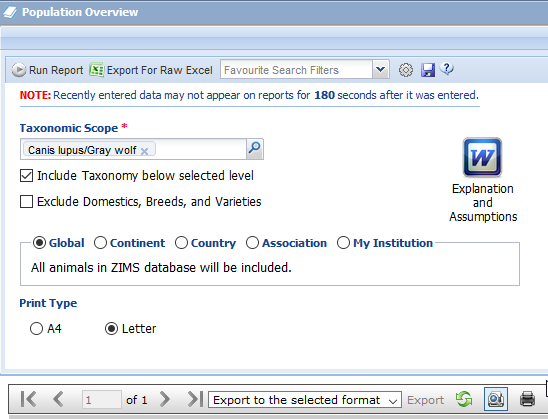 Population Overview
Run Report Export For Raw Excel Favourite Search Filters
NOTE: Recently entered data may not appear on reports for 180 seconds after it was entered.
Taxonomic Scope *
Canis lupus/Gray wolf
Include Taxonomy below selected level
Exclude Domestics, Breeds, and Varieties
W
Explanation
and
Assumptions
Global Continent Country Association My Institution
All animals in ZIMS database will be included.
Print Type
A4 Letter
1 of 1 Export to the selected format Export